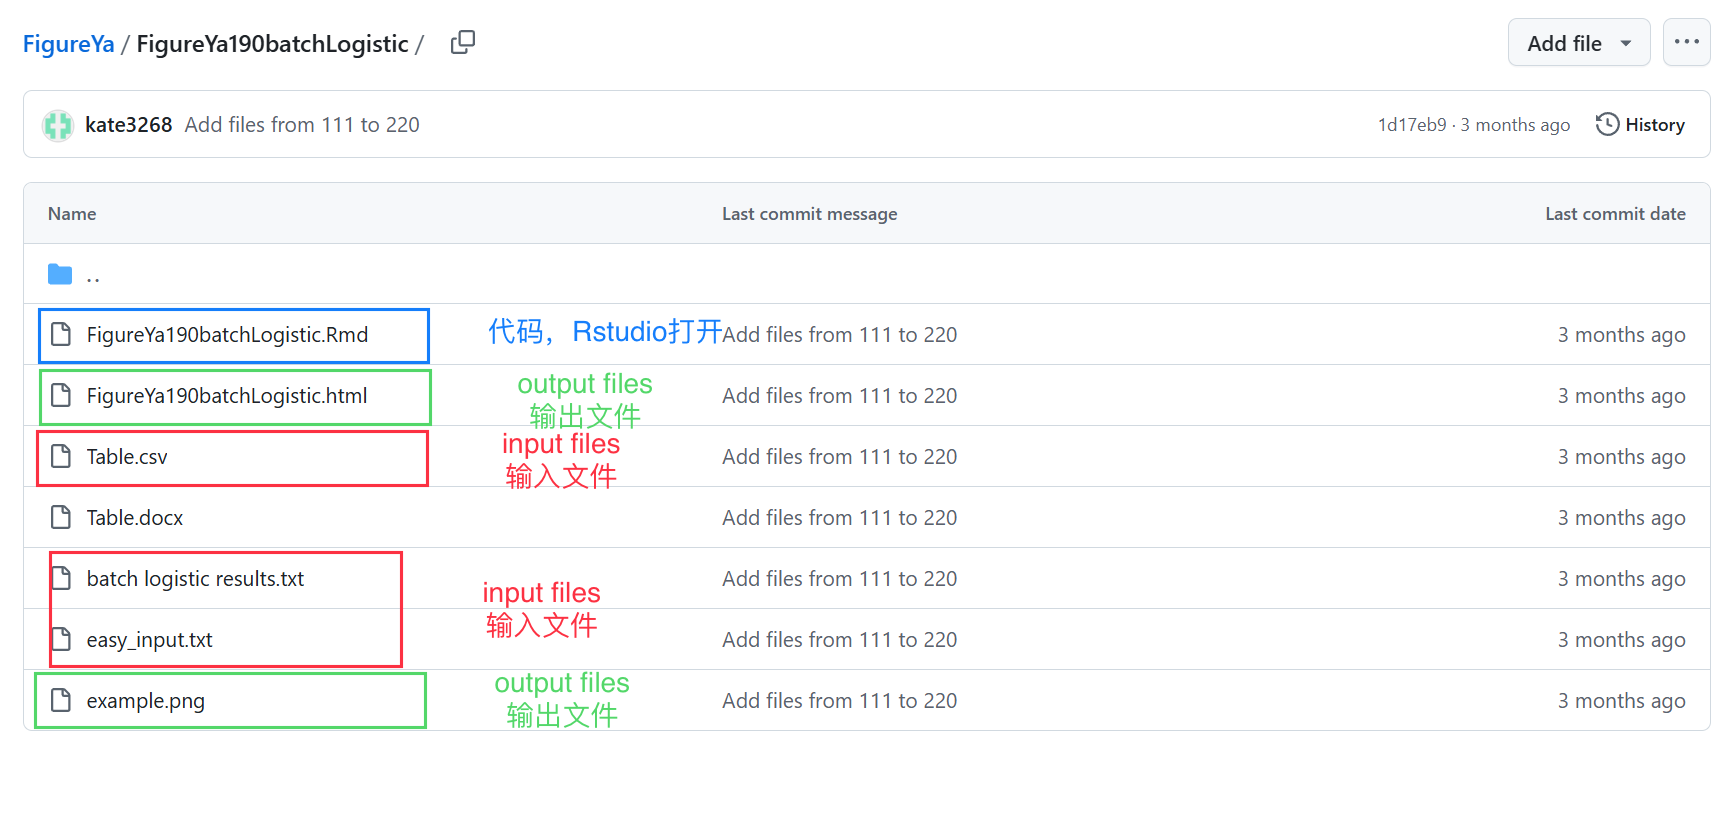 FigureYa / FigureYa190batchLogistic /
Add file
kate3268 Add files from 111 to 220
1d17eb9 · 3 months ago
History
Name Last commit message Last commit date
..
FigureYa190batchLogistic.Rmd 代码，Rstudio打开 Add files from 111 to 220 3 months ago
FigureYa190batchLogistic.html Add files from 111 to 220 3 months ago
output files
输出文件
Table.csv Add files from 111 to 220 3 months ago
input files
输入文件
Table.docx Add files from 111 to 220 3 months ago
batch logistic results.txt Add files from 111 to 220 3 months ago
input files
输入文件
easy_input.txt Add files from 111 to 220 3 months ago
example.png Add files from 111 to 220 3 months ago
output files
输出文件